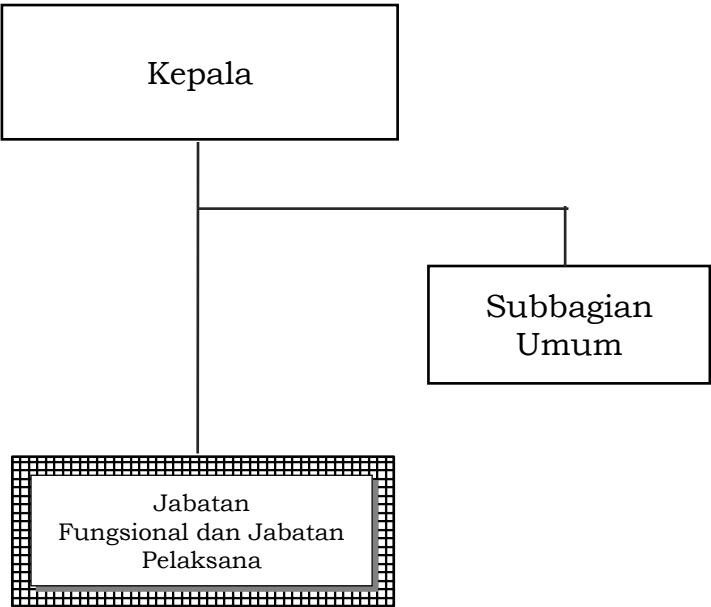 Kepala
Subbagian
Umum
Jabatan
Fungsional dan Jabatan
Pelaksana